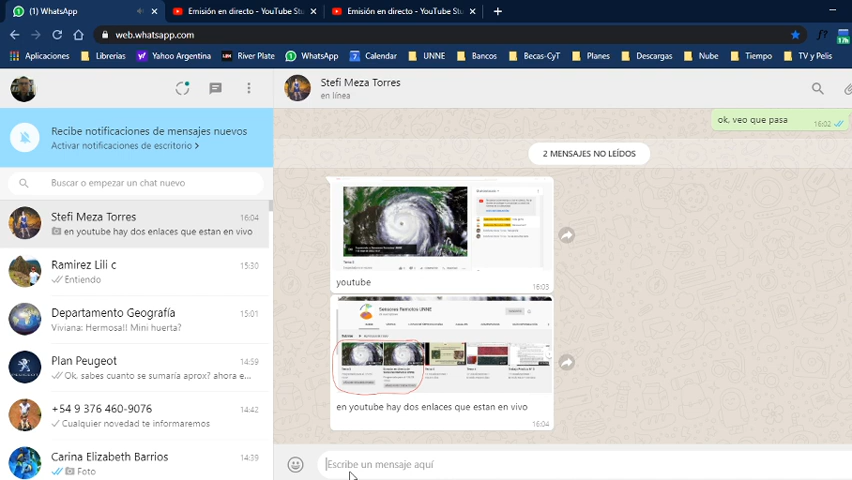 (1) WhatsApp
Emisión en directo - YouTube Stu
Emisión en directo - YouTube Stu
web.whatsapp.com
Aplicaciones
Librerias
Yahoo Argentina
River Plate
WhatsApp
Calendar
UNNE
Bancos
Becas-CyT
Planes
Descargas
Nube
Tiempo
TV y Pelis
Stefi Meza Torres
en línea
Recibe notificaciones de mensajes nuevos
Activar notificaciones de escritorio >
Buscar o empezar un chat nuevo
Stefi Meza Torres 16:04
en youtube hay dos enlaces que estan en vivo
Ramirez Lili c 15:30
Entiendo
Departamento Geografía 15:01
Viviana: Hermosa!! Mini huerta?
Plan Peugeot 14:59
Ok. sabes cuanto se sumaría aprox? ahora e...
+54 9 376 460-9076 14:42
Cualquier novedad te informaremos
Carina Elizabeth Barrios 14:39
Foto
ok, veo que pasa 16:02
2 MENSAJES NO LEÍDOS
youtube
16:03
Sensores Remotos UNNE
en youtube hay dos enlaces que estan en vivo
16:04
Escribe un mensaje aquí